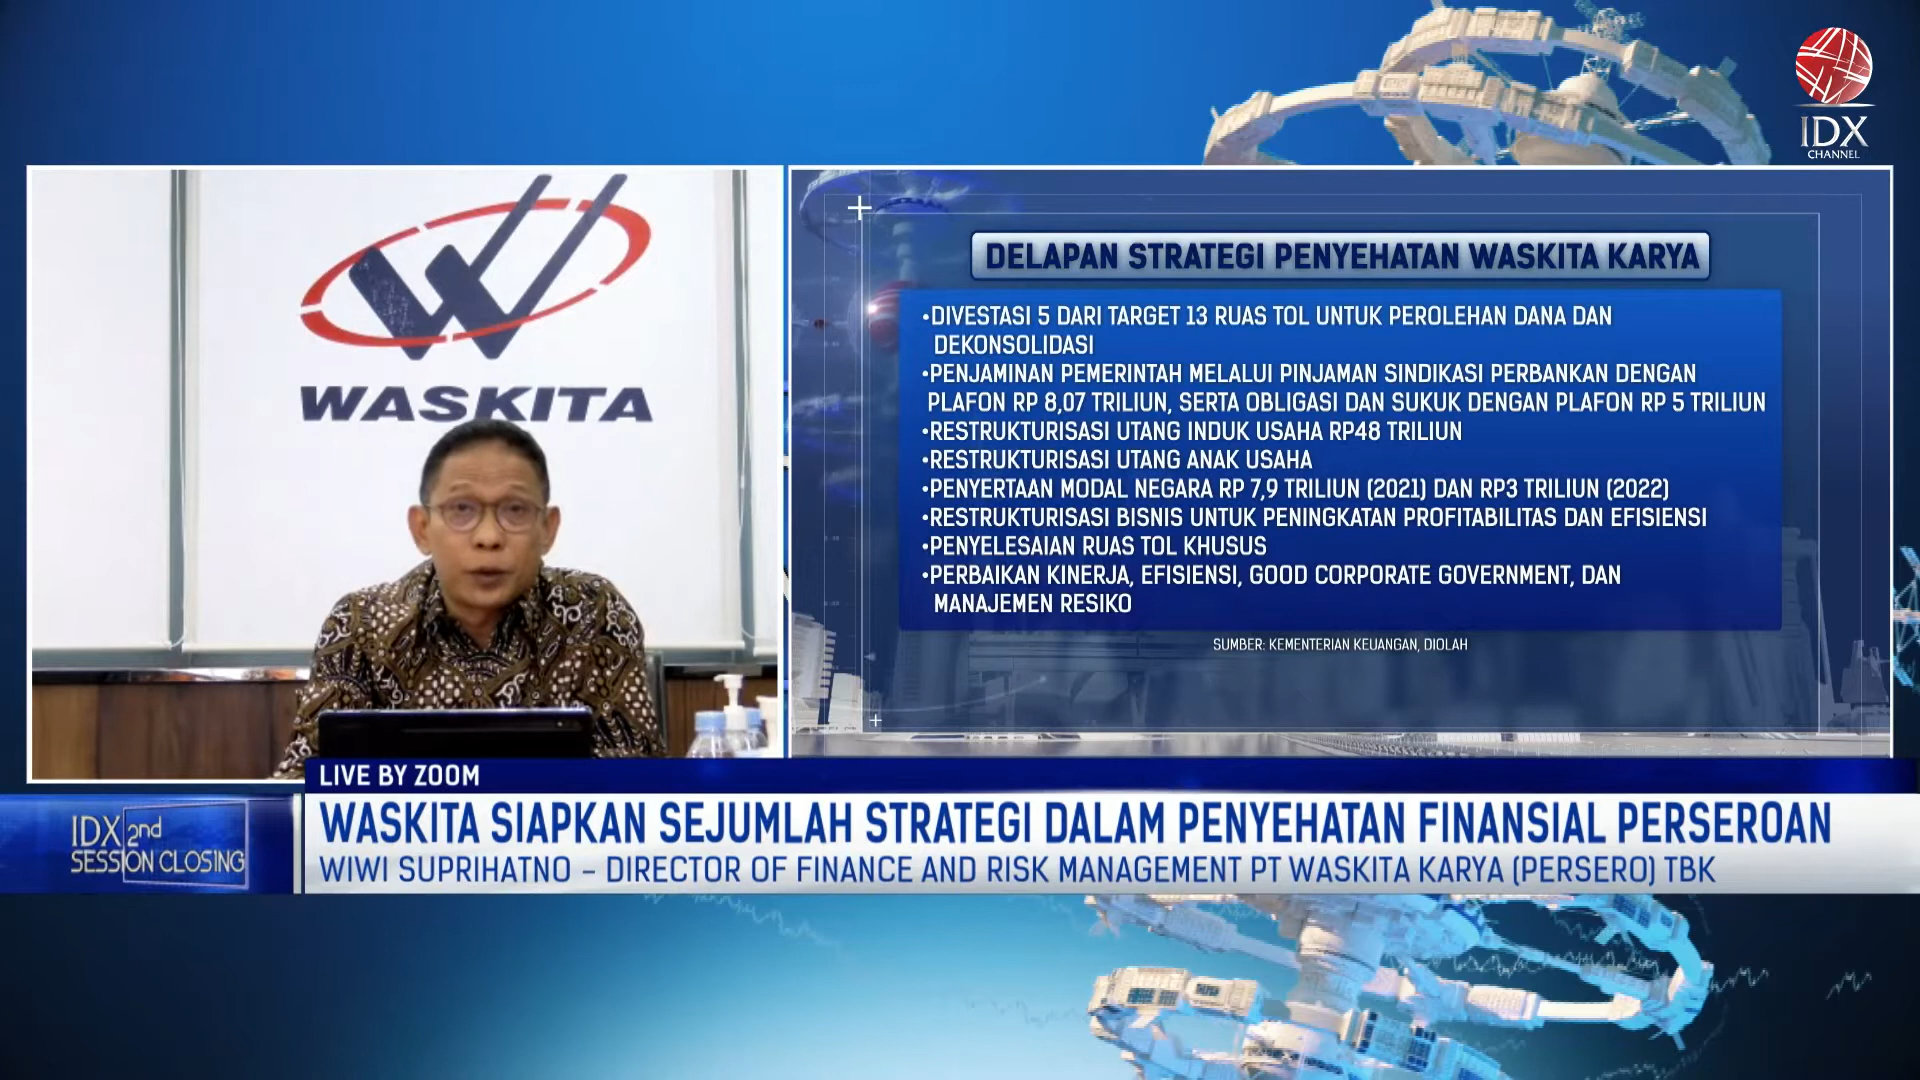 IDX
CHANNEL
WASKITA
DELAPAN STRATEGI PENYEHATAN WASKITA KARYA
•DIVESTASI 5 DARI TARGET 13 RUAS TOL UNTUK PEROLEHAN DANA DAN
DEKONSOLIDASI
•PENJAMINAN PEMERINTAH MELALUI PINJAMAN SINDIKASI PERBANKAN DENGAN
PLAFON RP 8,07 TRILIUN, SERTA OBLIGASI DAN SUKUK DENGAN PLAFON RP 5 TRILIUN
•RESTRUKTURISASI UTANG INDUK USAHA RP48 TRILIUN
•RESTRUKTURISASI UTANG ANAK USAHA
•PENYERTAAN MODAL NEGARA RP 7,9 TRILIUN (2021) DAN RP3 TRILIUN (2022)
•RESTRUKTURISASI BISNIS UNTUK PENINGKATAN PROFITABILITAS DAN EFISIENSI
•PENYELESAIAN RUAS TOL KHUSUS
•PERBAIKAN KINERJA, EFISIENSI, GOOD CORPORATE GOVERNMENT, DAN
MANAJEMEN RESIKO
SUMBER: KEMENTERIAN KEUANGAN, DIOLAH
LIVE BY ZOOM
WASKITA SIAPKAN SEJUMLAH STRATEGI DALAM PENYEHATAN FINANSIAL PERSEROAN
WIWI SUPRIHATNO – DIRECTOR OF FINANCE AND RISK MANAGEMENT PT WASKITA KARYA (PERSERO) TBK
IDX 2nd
SESSION CLOSING